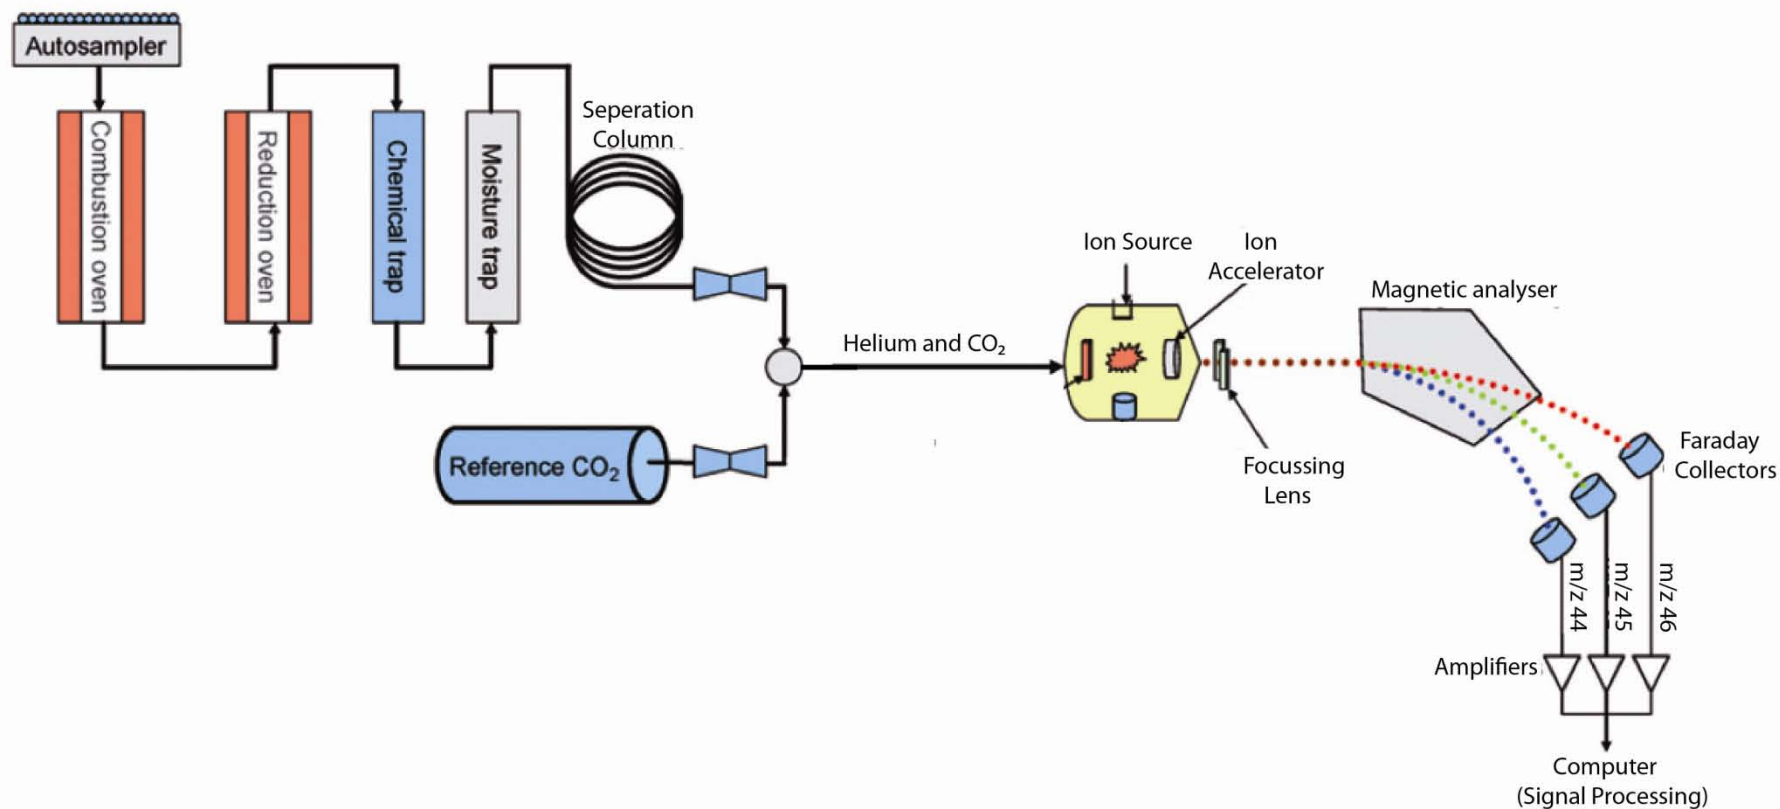 Autosampler
Combustion oven
Reduction oven
Chemical trap
Moisture trap
Seperation
Column
Reference CO₂
Helium and CO₂
Ion Source
Ion
Accelerator
Focussing
Lens
Magnetic analyser
Faraday
Collectors
m/z 44
m/z 45
m/z 46
Amplifiers
Computer
(Signal Processing)